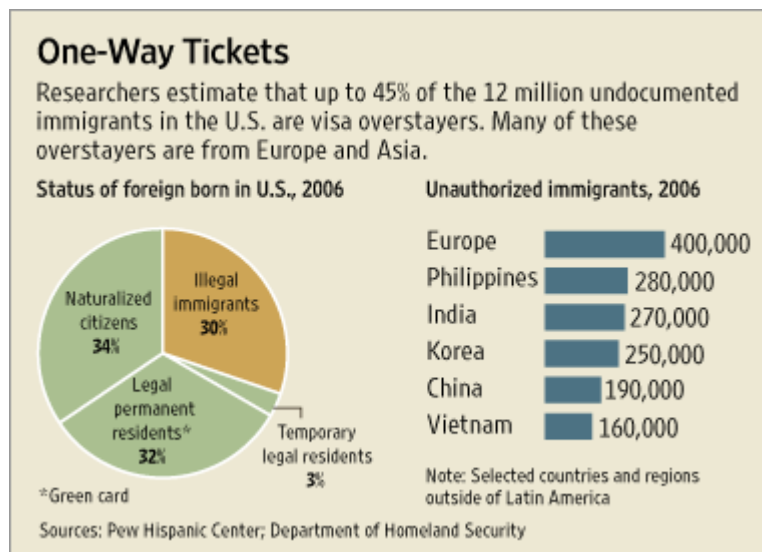 One-Way Tickets
Researchers estimate that up to 45% of the 12 million undocumented
immigrants in the U.S. are visa overstayers. Many of these
overstayers are from Europe and Asia.
Status of foreign born in U.S., 2006
Naturalized
citizens
34%
Illegal
immigrants
30%
Legal
permanent
residents*
32%
Temporary
legal residents
3%
*Green card
Unauthorized immigrants, 2006
Europe 400,000
Philippines 280,000
India 270,000
Korea 250,000
China 190,000
Vietnam 160,000
Note: Selected countries and regions
outside of Latin America
Sources: Pew Hispanic Center; Department of Homeland Security